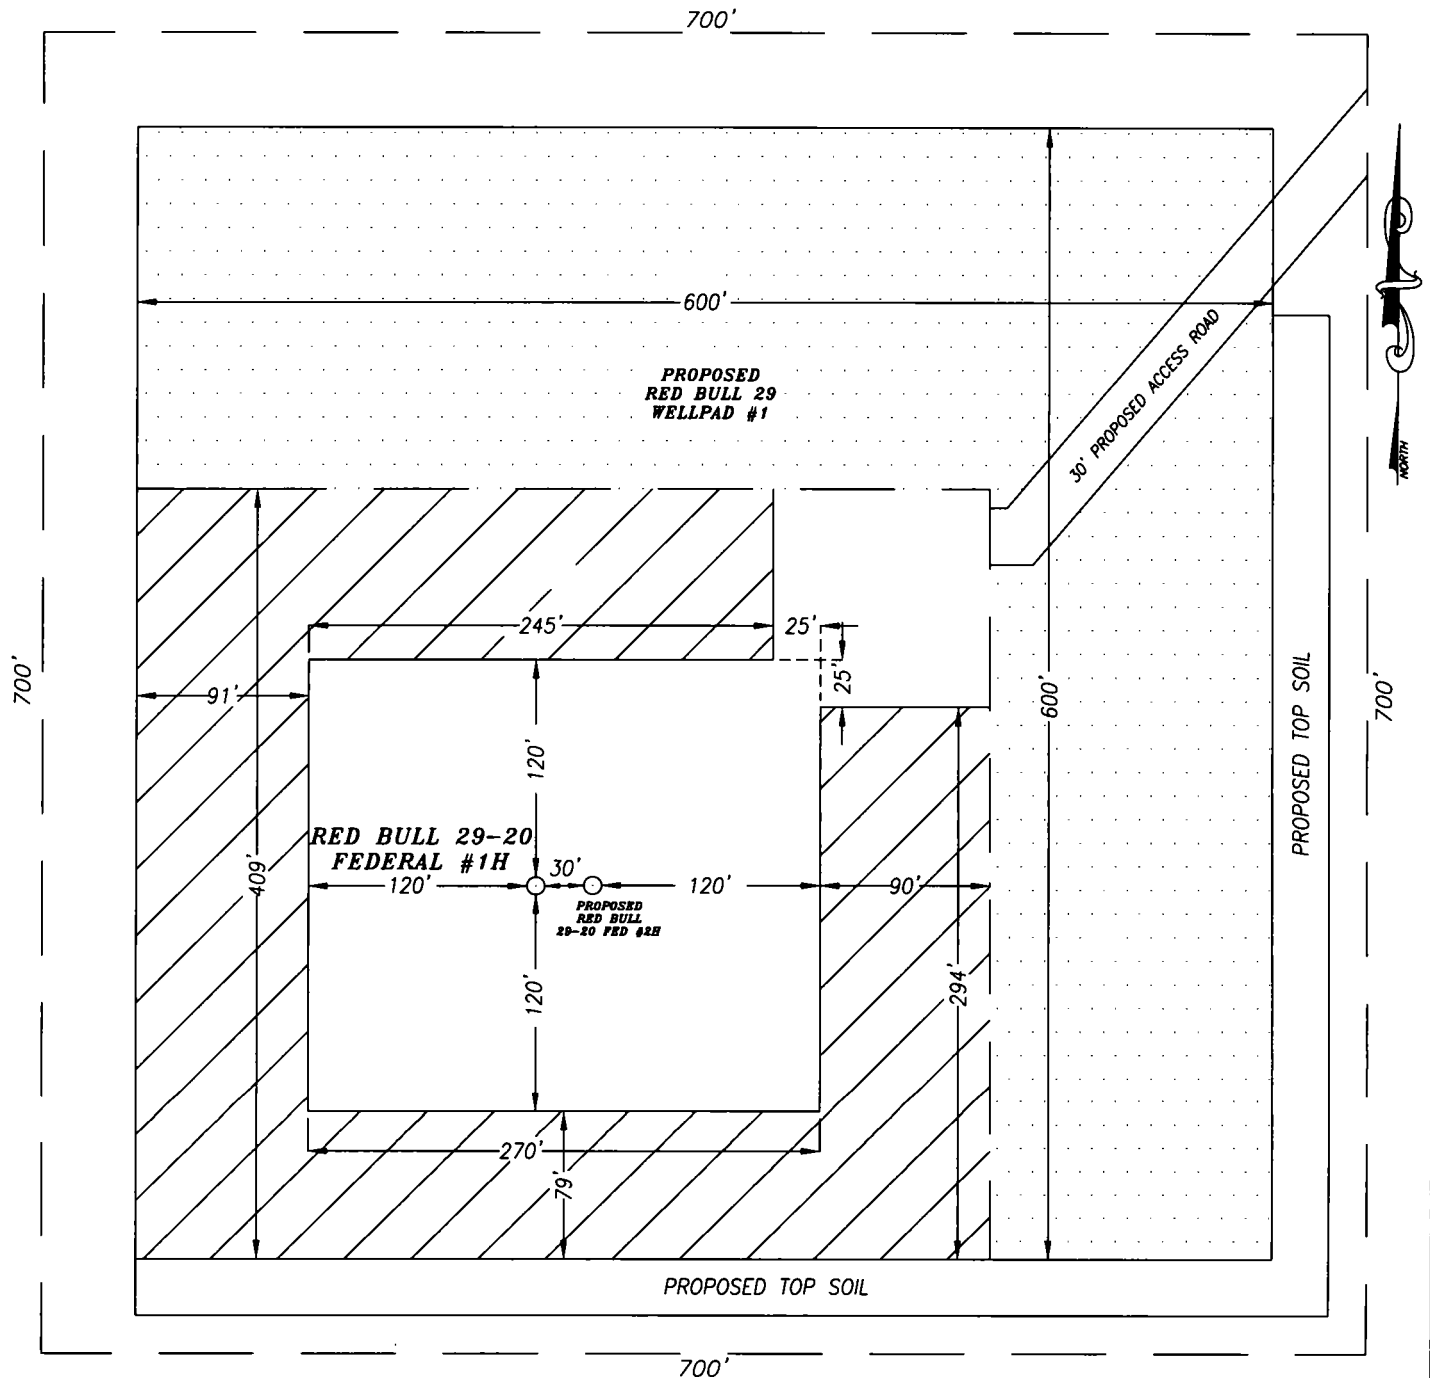 700'
600'
PROPOSED
RED BULL 29
WELLPAD #1
30' PROPOSED ACCESS ROAD
NORTH
245'
25'
25'
700'
91'
600'
700'
120'
PROPOSED TOP SOIL
RED BULL 29-20
FEDERAL #1H
409'
30'
120'
120'
90'
PROPOSED
RED BULL
29-20 FED #2H
120'
294'
270'
79'
PROPOSED TOP SOIL
700'